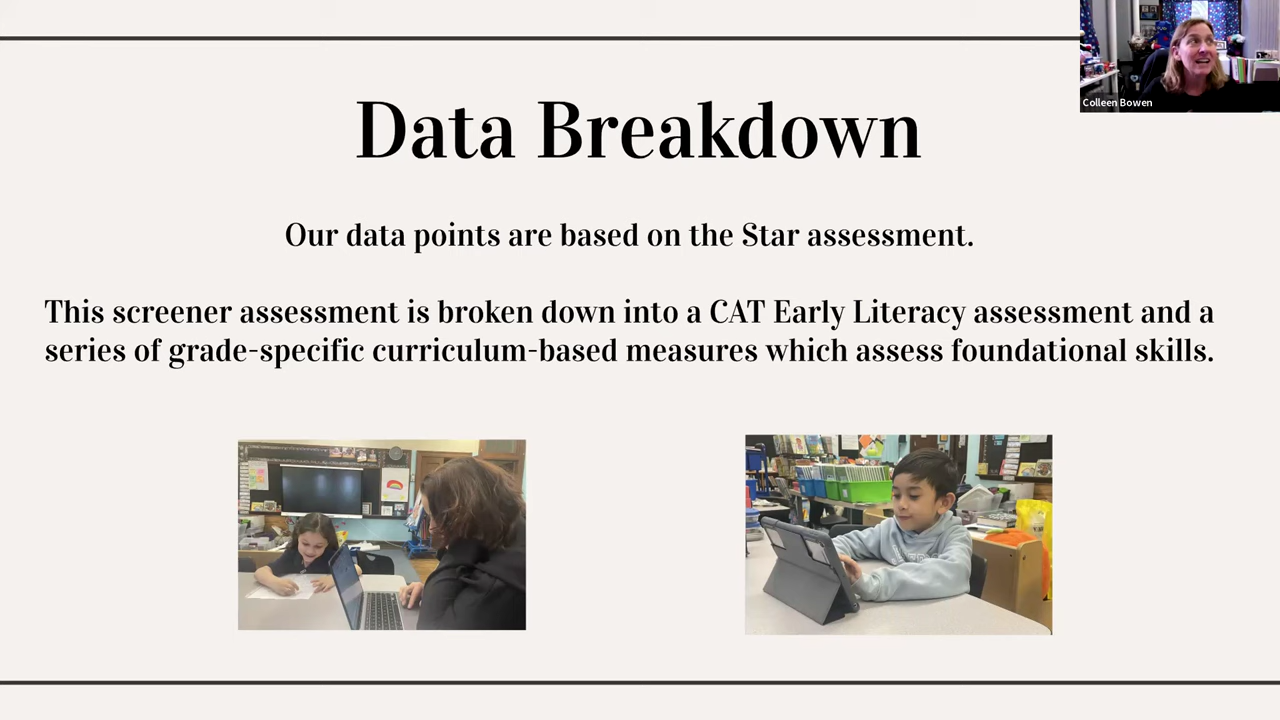 Colleen Bowen
Data Breakdown
Our data points are based on the Star assessment.
This screener assessment is broken down into a CAT Early Literacy assessment and a
series of grade-specific curriculum-based measures which assess foundational skills.